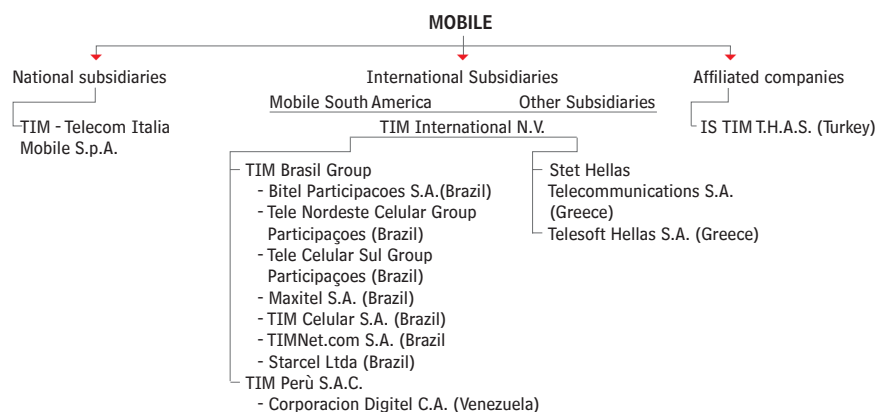 MOBILE
National subsidiaries
International Subsidiaries
Affiliated companies
Mobile South America
Other Subsidiaries
TIM - Telecom Italia
Mobile S.p.A.
TIM International N.V.
IS TIM T.H.A.S. (Turkey)
TIM Brasil Group
- Bitel Participacoes S.A.(Brazil)
- Tele Nordeste Celular Group
Participaçoes (Brazil)
- Tele Celular Sul Group
Participaçoes (Brazil)
- Maxitel S.A. (Brazil)
- TIM Celular S.A. (Brazil)
- TIMNet.com S.A. (Brazil
- Starcel Ltda (Brazil)
TIM Perù S.A.C.
- Corporacion Digitel C.A. (Venezuela)
Stet Hellas
Telecommunications S.A.
(Greece)
Telesoft Hellas S.A. (Greece)